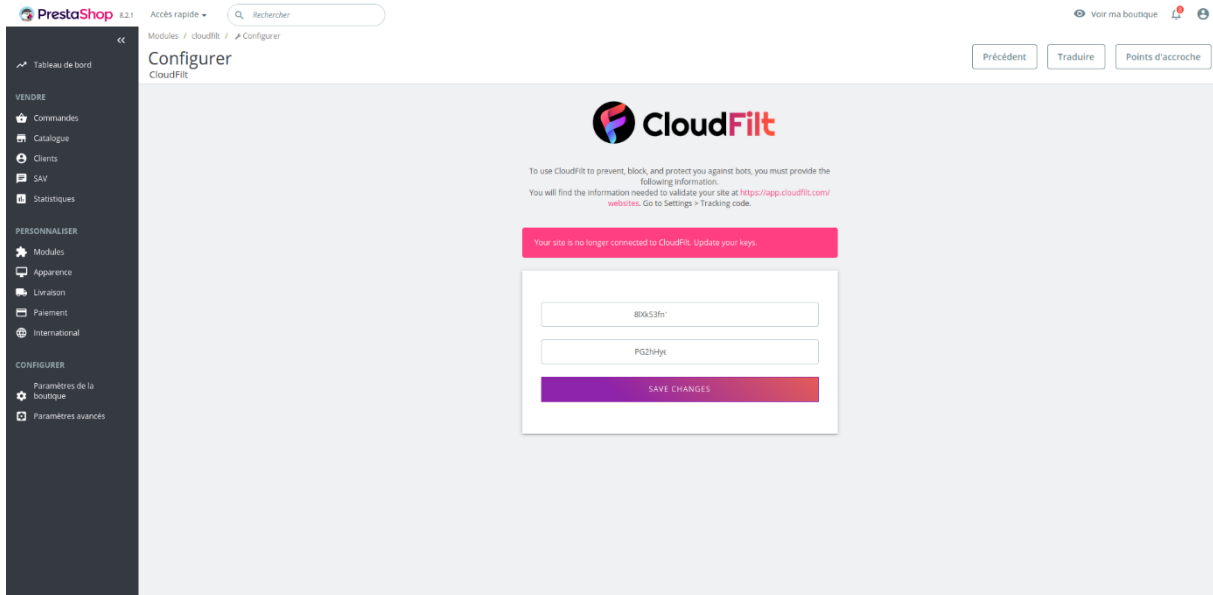 PrestaShop 8.2.1 Accès rapide Rechercher Voir ma boutique
Modules / cloudfilt / Configurer
Configurer
CloudFilt
Précédent Traduire Points d'accroche
Tableau de bord
VENDRE
Commandes
Catalogue
Clients
SAV
Statistiques
PERSONNALISER
Modules
Apparence
Livraison
Paiement
International
CONFIGURER
Paramètres de la
boutique
Paramètres avancés
CloudFilt
To use CloudFilt to prevent, block, and protect you against bots, you must provide the
following information.
You will find the information needed to validate your site at https://app.cloudfilt.com/
websites. Go to Settings > Tracking code.
Your site is no longer connected to CloudFilt. Update your keys.
SAVE CHANGES